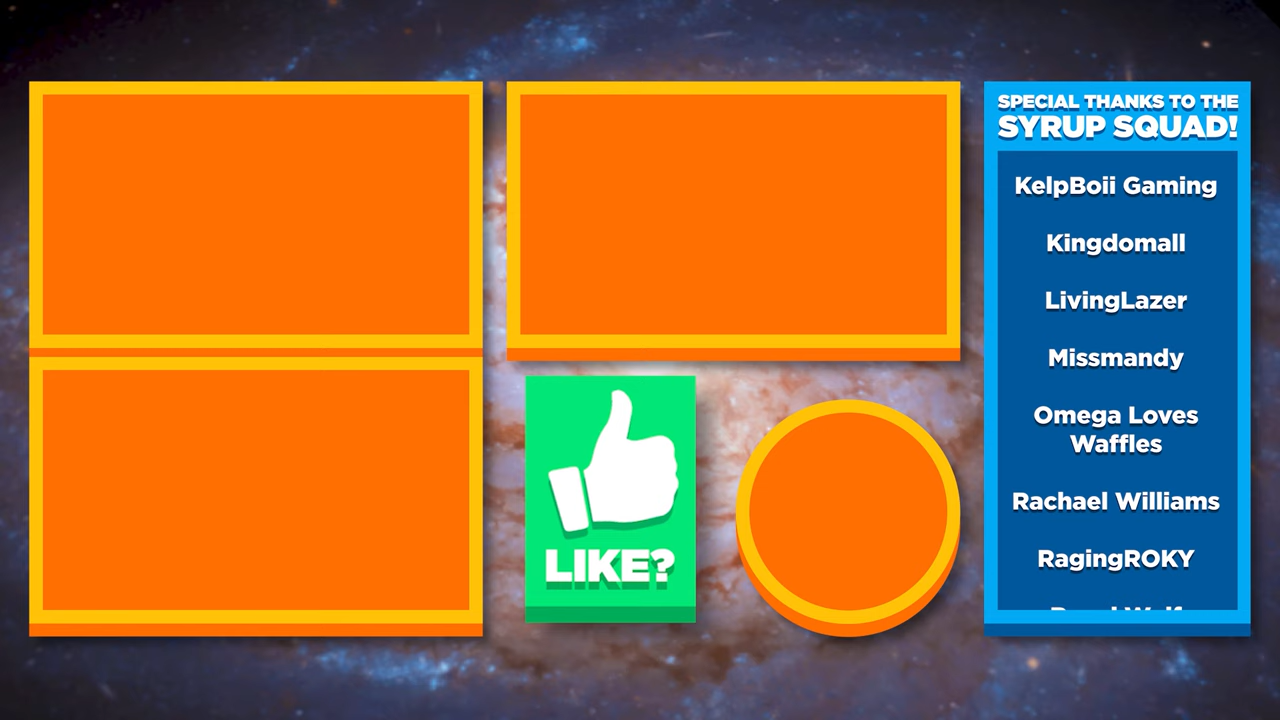 SPECIAL THANKS TO THE
SYRUP SQUAD!
KelpBoii Gaming
Kingdomall
LivingLazer
Missmandy
Omega Loves
Waffles
Rachael Williams
RagingROKY
LIKE?